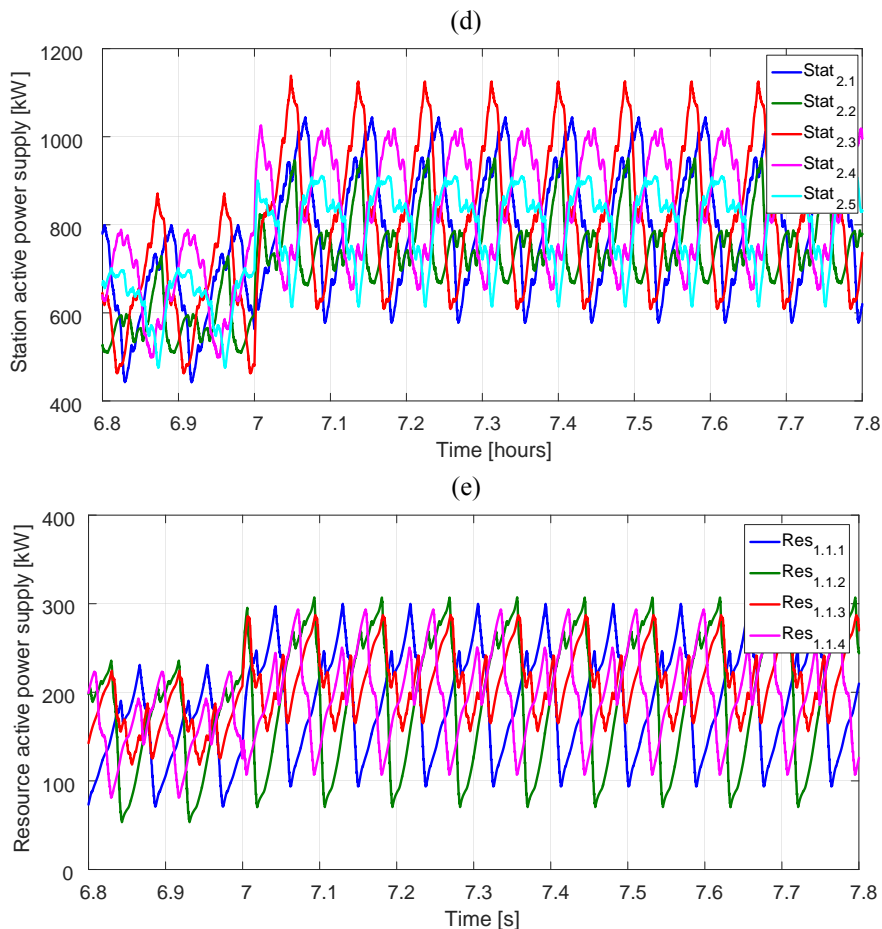 (d)
Station active power supply [kW]
1200
1000
800
600
400
6.8 6.9 7 7.1 7.2 7.3 7.4 7.5 7.6 7.7 7.8
Time [hours]
Stat2.1
Stat2.2
Stat2.3
Stat2.4
Stat2.5
(e)
Resource active power supply [kW]
400
300
200
100
0
6.8 6.9 7 7.1 7.2 7.3 7.4 7.5 7.6 7.7 7.8
Time [s]
Res1.1.1
Res1.1.2
Res1.1.3
Res1.1.4